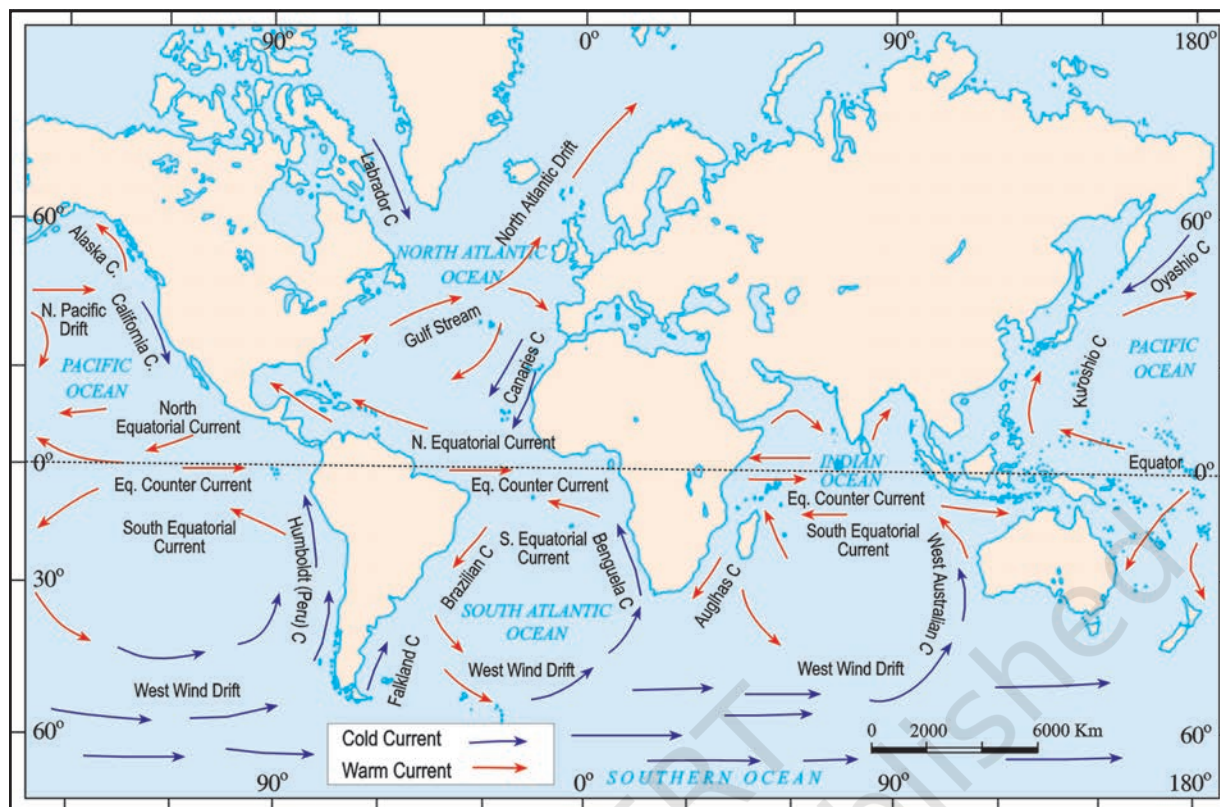 90°
0°
90°
180°
60°
60°
Labrador C
North Atlantic Drift
NORTH ATLANTIC
OCEAN
Alaska C.
Oyashio C
N. Pacific
Drift
California C.
Gulf Stream
Canaries C
Kuroshio C
PACIFIC
OCEAN
PACIFIC
OCEAN
North
Equatorial Current
N. Equatorial Current
0°
Equator
0°
INDIAN
OCEAN
Eq. Counter Current
Eq. Counter Current
Eq. Counter Current
South Equatorial
Current
Humboldt (Peru) C
S. Equatorial
Current
Benguela C
South Equatorial
Current
West Australian C
30°
Brazilian C
Auglhas C
SOUTH ATLANTIC
OCEAN
Falkland C
West Wind Drift
West Wind Drift
West Wind Drift
60°
60°
0 2000 6000 Km
Cold Current
Warm Current
SOUTHERN OCEAN
90°
0°
90°
180°